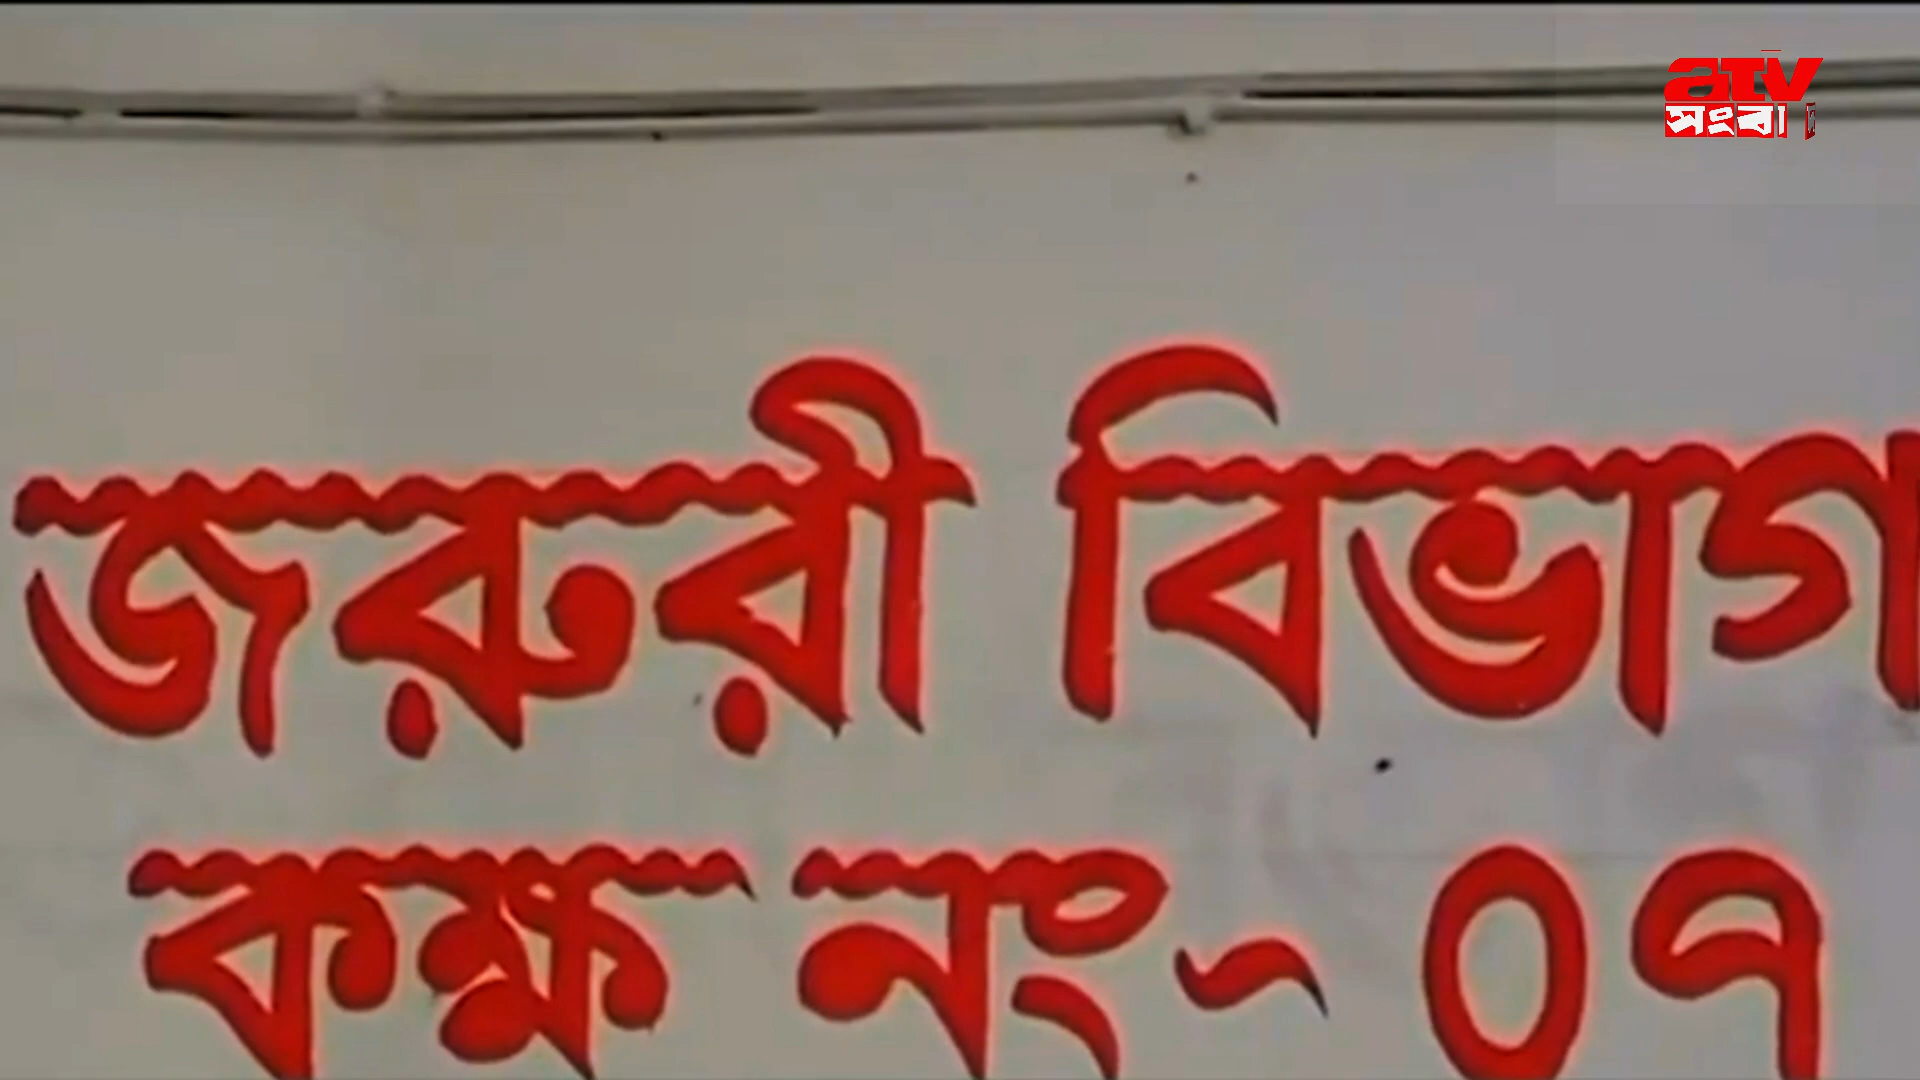 atv
সংবা
জরুরী বিভাগ
কক্ষ নং- ০৭